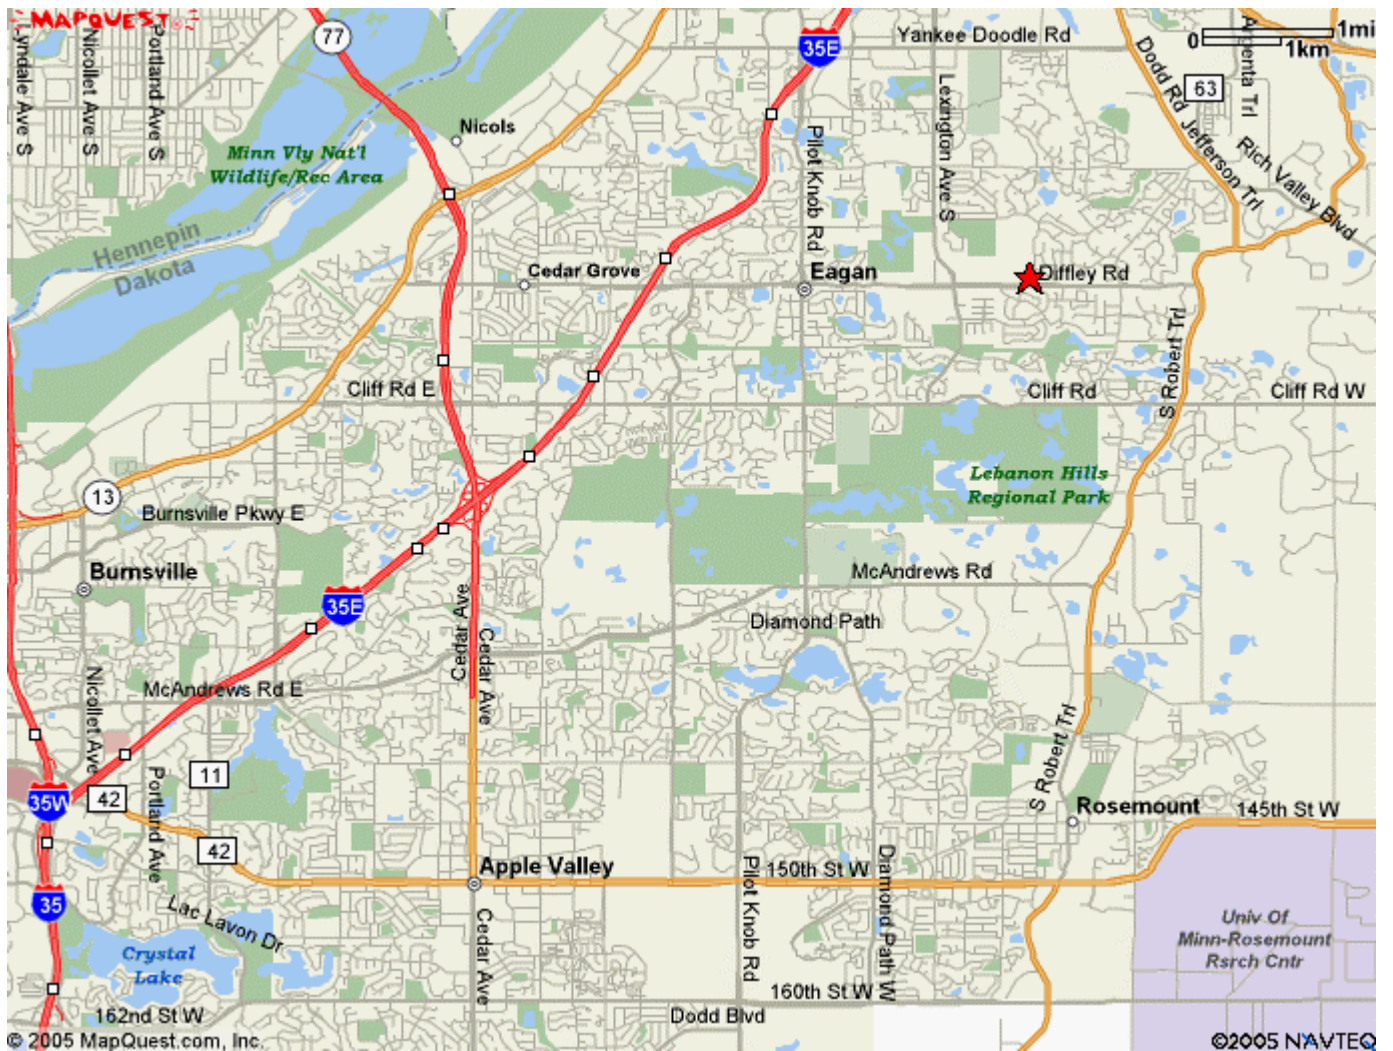 MAPQUEST
77
35E
Yankee Doodle Rd
0
1mi
1km
Lyndale Ave S
Nicollet Ave S
Portland Ave S
Lexington Ave S
Dodd Rd
63
Argenta Trl
Jefferson Trl
Rich Valley Blvd
Nicols
Pilot Knob Rd
Minn Vly Nat'l
Wildlife/Rec Area
Hennepin
Dakota
Cedar Grove
Eagan
Diffley Rd
S Robert Trl
Cliff Rd E
Cliff Rd
Cliff Rd W
13
Lebanon Hills
Regional Park
Burnsville Pkwy E
Burnsville
McAndrews Rd
35E
Cedar Ave
Cedar Ave
Diamond Path
McAndrews Rd E
Nicollet Ave
S Robert Trl
11
35W
42
Portland Ave
Rosemount
145th St W
42
Apple Valley
150th St W
Pilot Knob Rd
Diamond Path W
35
Lac Lavon Dr
Cedar Ave
Univ Of
Minn-Rosemount
Rsrch Cntr
Crystal
Lake
160th St W
162nd St W
Dodd Blvd
© 2005 MapQuest.com, Inc.
©2005 NAVTEQ